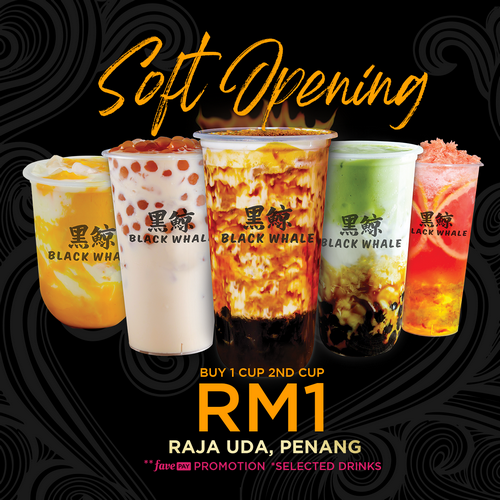 Soft Opening
黑鯨
BLACK WHA
黑鯨
BLACK WHALE
黑鯨
BLACK WHALE
黑鯨
BLACK WHALE
黑鯨
BLACK WHALE
BUY 1 CUP 2ND CUP
RM1
RAJA UDA, PENANG
**fave PAY PROMOTION *SELECTED DRINKS